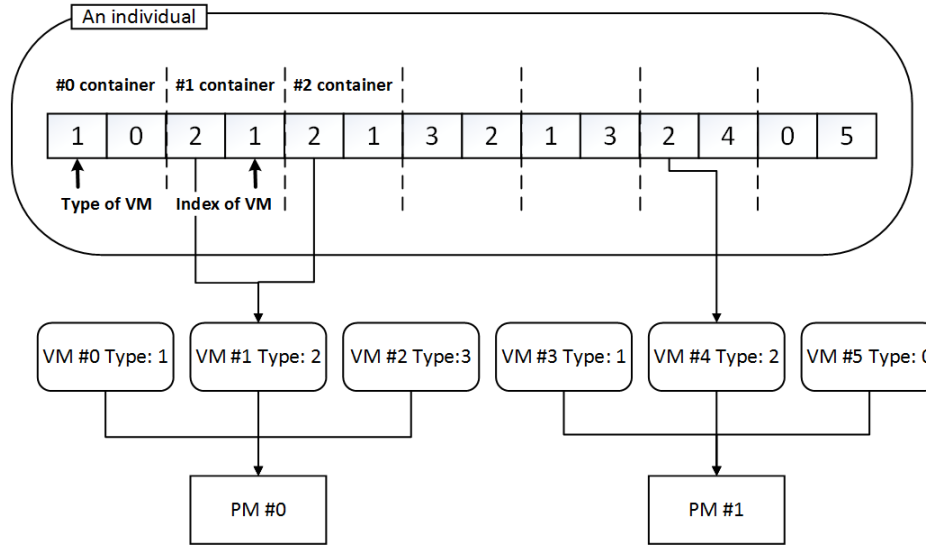 An individual
#0 container #1 container #2 container
1 0 2 1 2 1 3 2 1 3 2 4 0 5
Type of VM Index of VM
VM #0 Type: 1 VM #1 Type: 2 VM #2 Type:3 VM #3 Type: 1 VM #4 Type: 2 VM #5 Type: 0
PM #0 PM #1